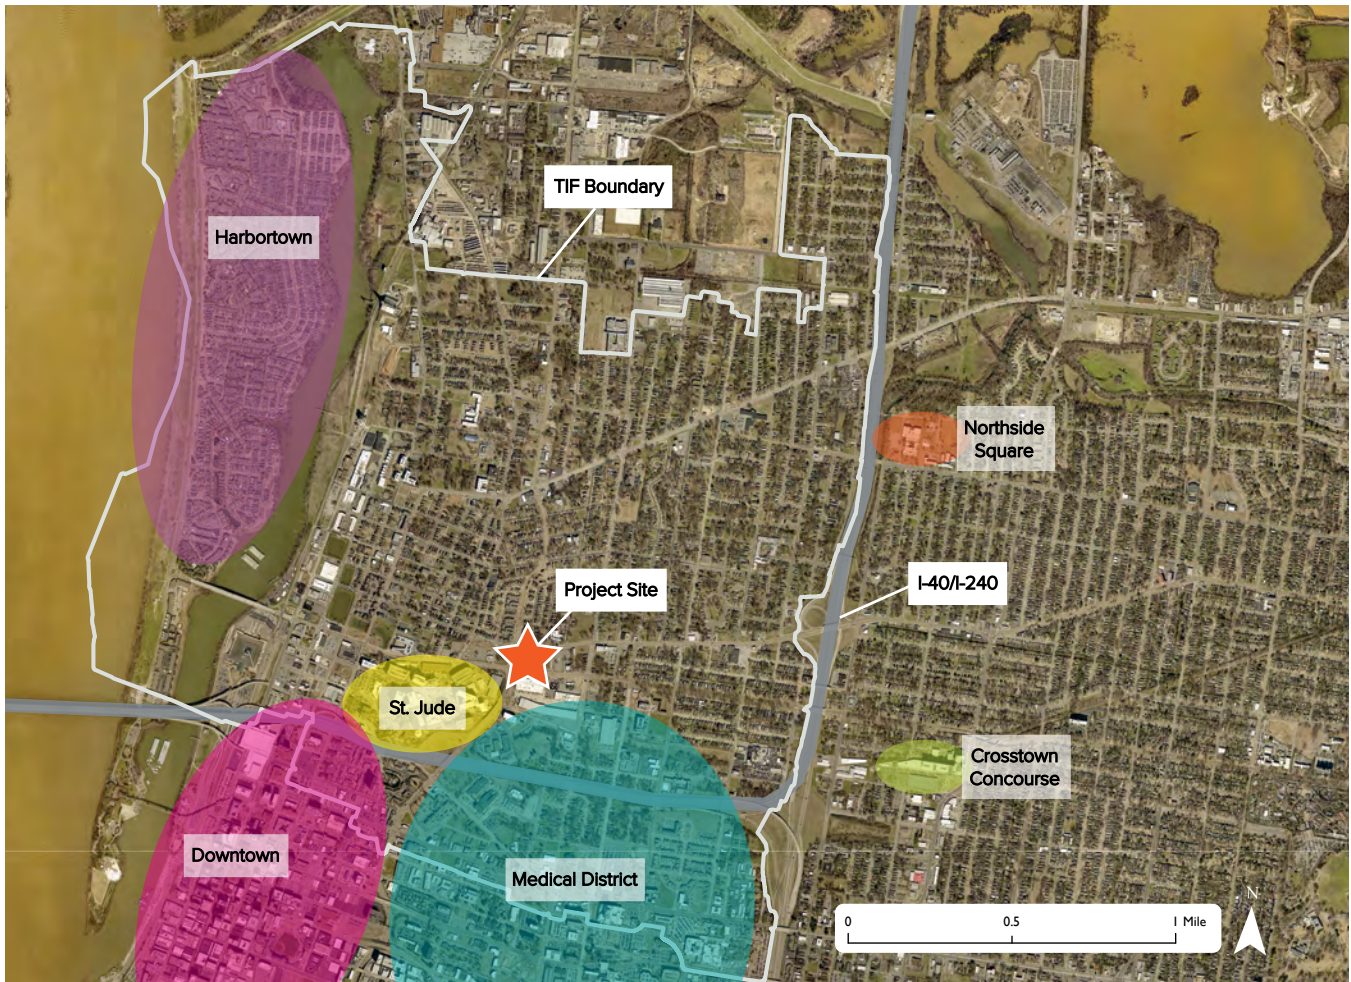 TIF Boundary
Harbortown
Northside
Square
I-40/I-240
Project Site
St. Jude
Crosstown
Concourse
Downtown
Medical District
N
0 0.5 1 Mile